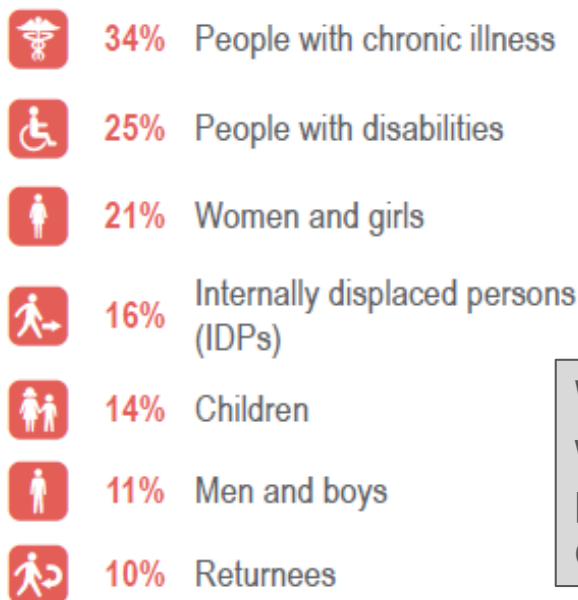 34% People with chronic illness
25% People with disabilities
21% Women and girls
16% Internally displaced persons
(IDPs)
14% Children
11% Men and boys
10% Returnees